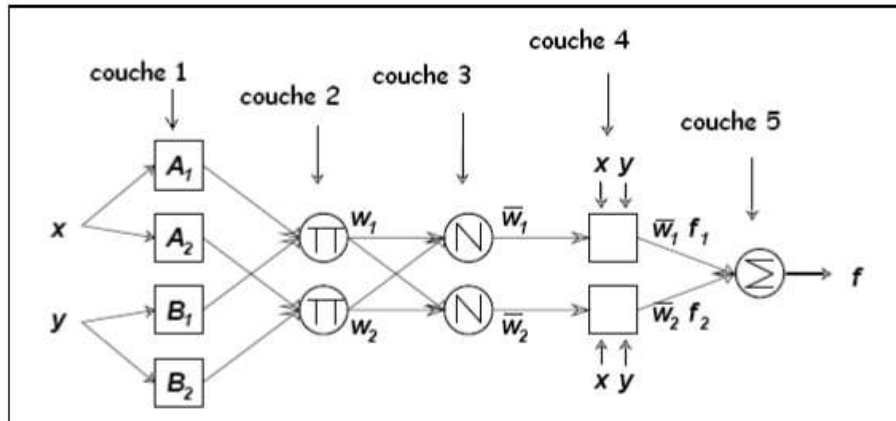 couche 4
couche 1
couche 3
couche 2
couche 5
x y
A₁
w₁
w̅₁
x
A₂
∏
N
w̅₁ f₁
Σ
f
y
B₁
∏
N
w̅₂ f₂
w₂
w̅₂
B₂
x y